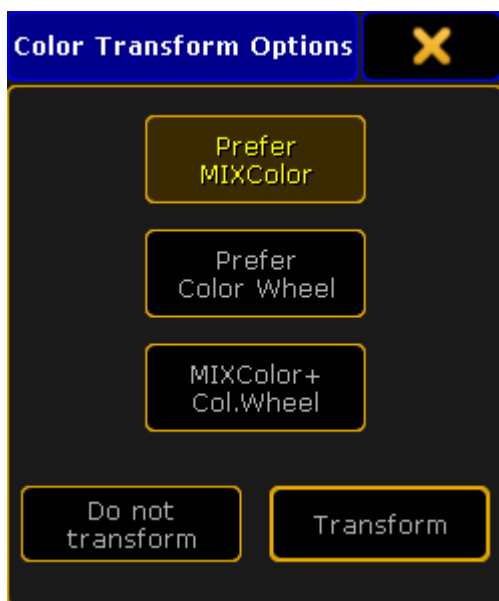 Color Transform Options
Prefer
MIXColor
Prefer
Color Wheel
MIXColor+
Col.Wheel
Do not
transform
Transform